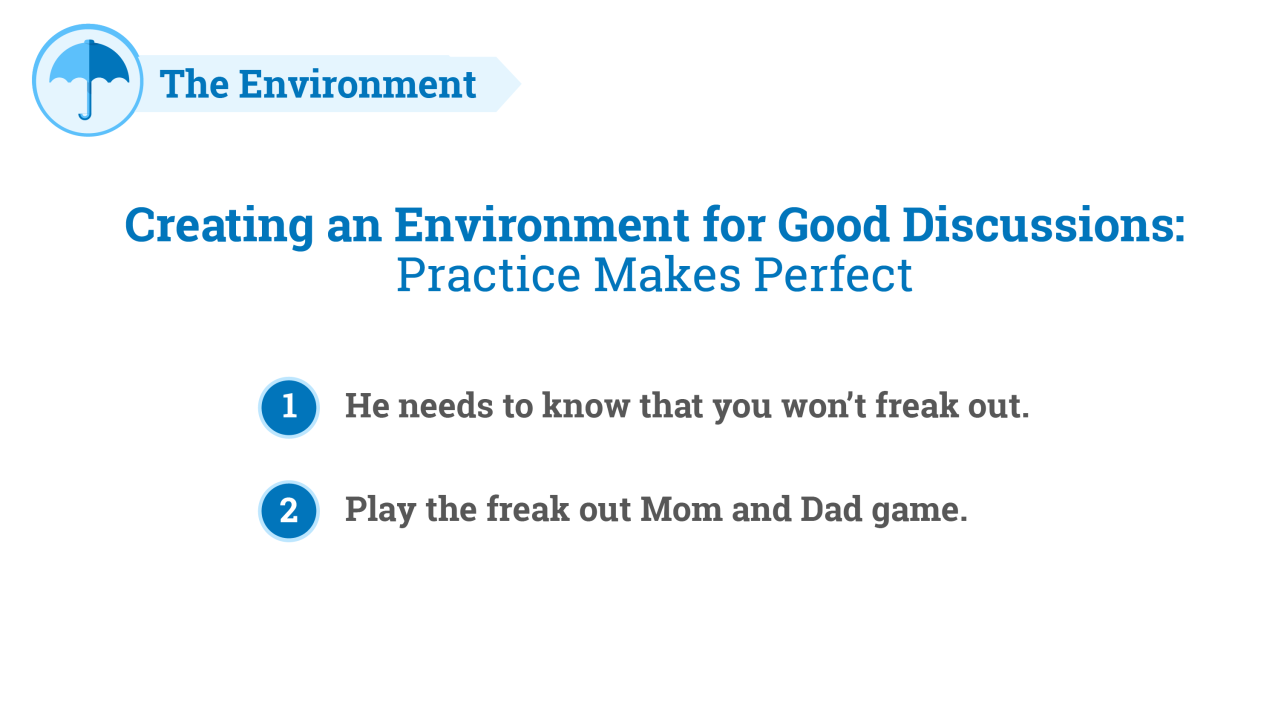 The Environment
Creating an Environment for Good Discussions:
Practice Makes Perfect
1 He needs to know that you won’t freak out.
2 Play the freak out Mom and Dad game.